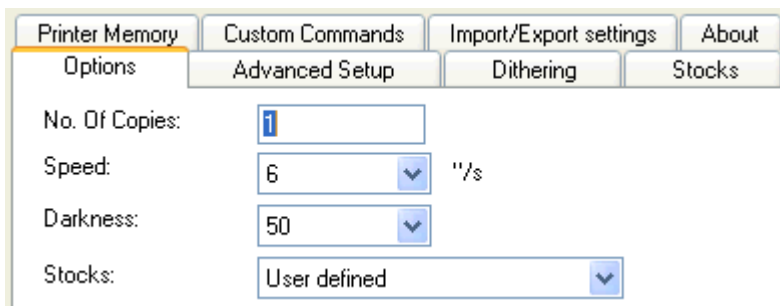 Printer Memory Custom Commands Import/Export settings About
Options Advanced Setup Dithering Stocks
No. Of Copies: 1
Speed: 6 "/s
Darkness: 50
Stocks: User defined